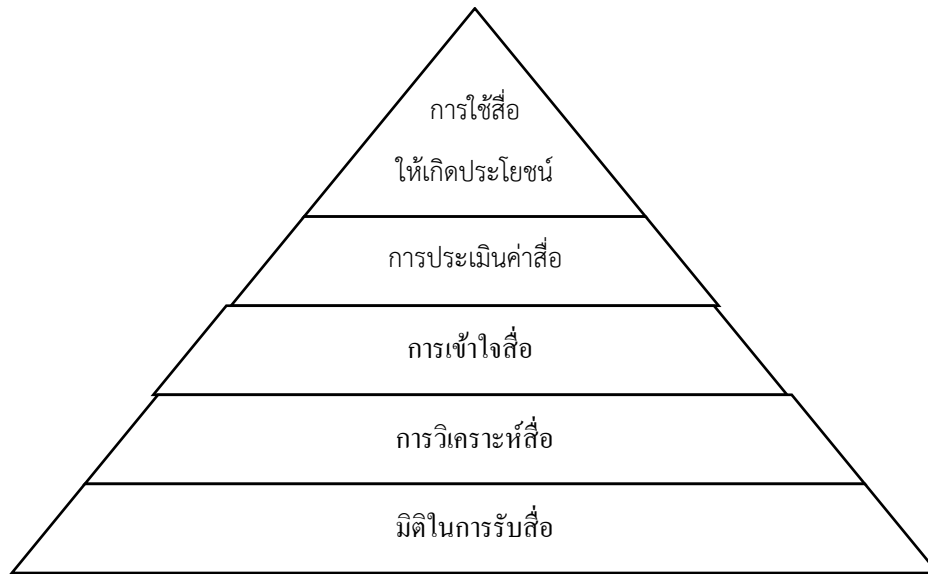 การใช้สื่อ
ให้เกิดประโยชน์
การประเมินค่าสื่อ
การเข้าใจสื่อ
การวิเคราะห์สื่อ
มิติในการรับสื่อ